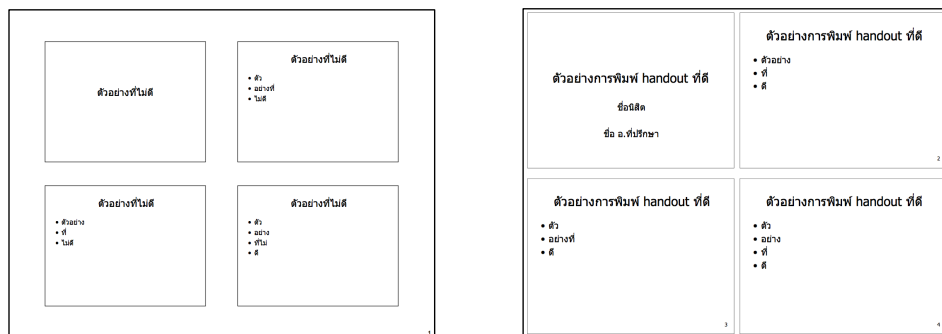 ตัวอย่างที่ไม่ดี
ตัวอย่างที่ไม่ดี
• ตัว
• อย่างที่
• ไม่ดี
ตัวอย่างที่ไม่ดี
• ตัวอย่าง
• ที่
• ไม่ดี
ตัวอย่างที่ไม่ดี
• ตัว
• อย่าง
• ที่ไม่
• ดี
1
ตัวอย่างการพิมพ์ handout ที่ดี
ชื่อนิสิต
ชื่อ อ.ที่ปรึกษา
ตัวอย่างการพิมพ์ handout ที่ดี
• ตัวอย่าง
• ที่
• ดี
2
ตัวอย่างการพิมพ์ handout ที่ดี
• ตัว
• อย่างที่
• ดี
3
ตัวอย่างการพิมพ์ handout ที่ดี
• ตัว
• อย่าง
• ที่
• ดี
4